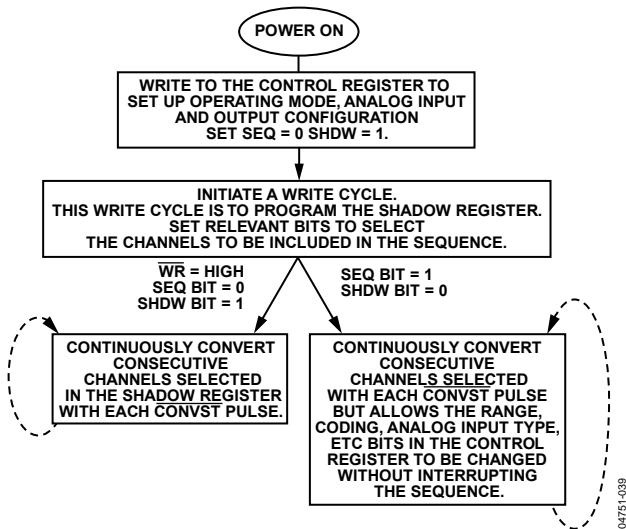 POWER ON
WRITE TO THE CONTROL REGISTER TO
SET UP OPERATING MODE, ANALOG INPUT
AND OUTPUT CONFIGURATION
SET SEQ = 0 SHDW = 1.
INITIATE A WRITE CYCLE.
THIS WRITE CYCLE IS TO PROGRAM THE SHADOW REGISTER.
SET RELEVANT BITS TO SELECT
THE CHANNELS TO BE INCLUDED IN THE SEQUENCE.
WR = HIGH
SEQ BIT = 0
SHDW BIT = 1
SEQ BIT = 1
SHDW BIT = 0
CONTINUOUSLY CONVERT
CONSECUTIVE
CHANNELS SELECTED
IN THE SHADOW REGISTER
WITH EACH CONVST PULSE.
CONTINUOUSLY CONVERT
CONSECUTIVE
CHANNELS SELECTED
WITH EACH CONVST PULSE
BUT ALLOWS THE RANGE,
CODING, ANALOG INPUT TYPE,
ETC BITS IN THE CONTROL
REGISTER TO BE CHANGED
WITHOUT INTERRUPTING
THE SEQUENCE.
04751-039